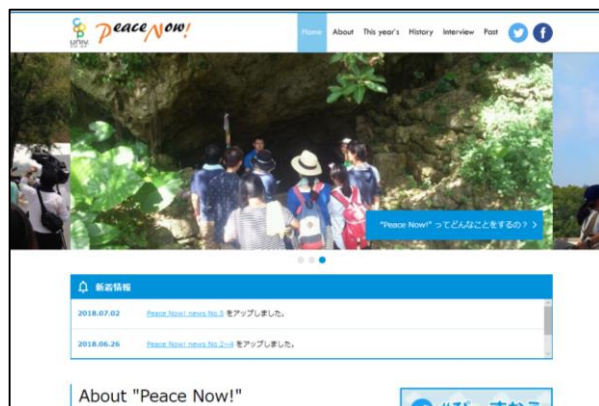 univ.
Peace Now!
Home About This year's History Interview Past
"Peace Now!" ってどんなことをするの？ >
新着情報
2018.07.02 Peace Now! news No.5 をアップしました。
2018.06.26 Peace Now! news No.2~4 をアップしました。
About "Peace Now!"